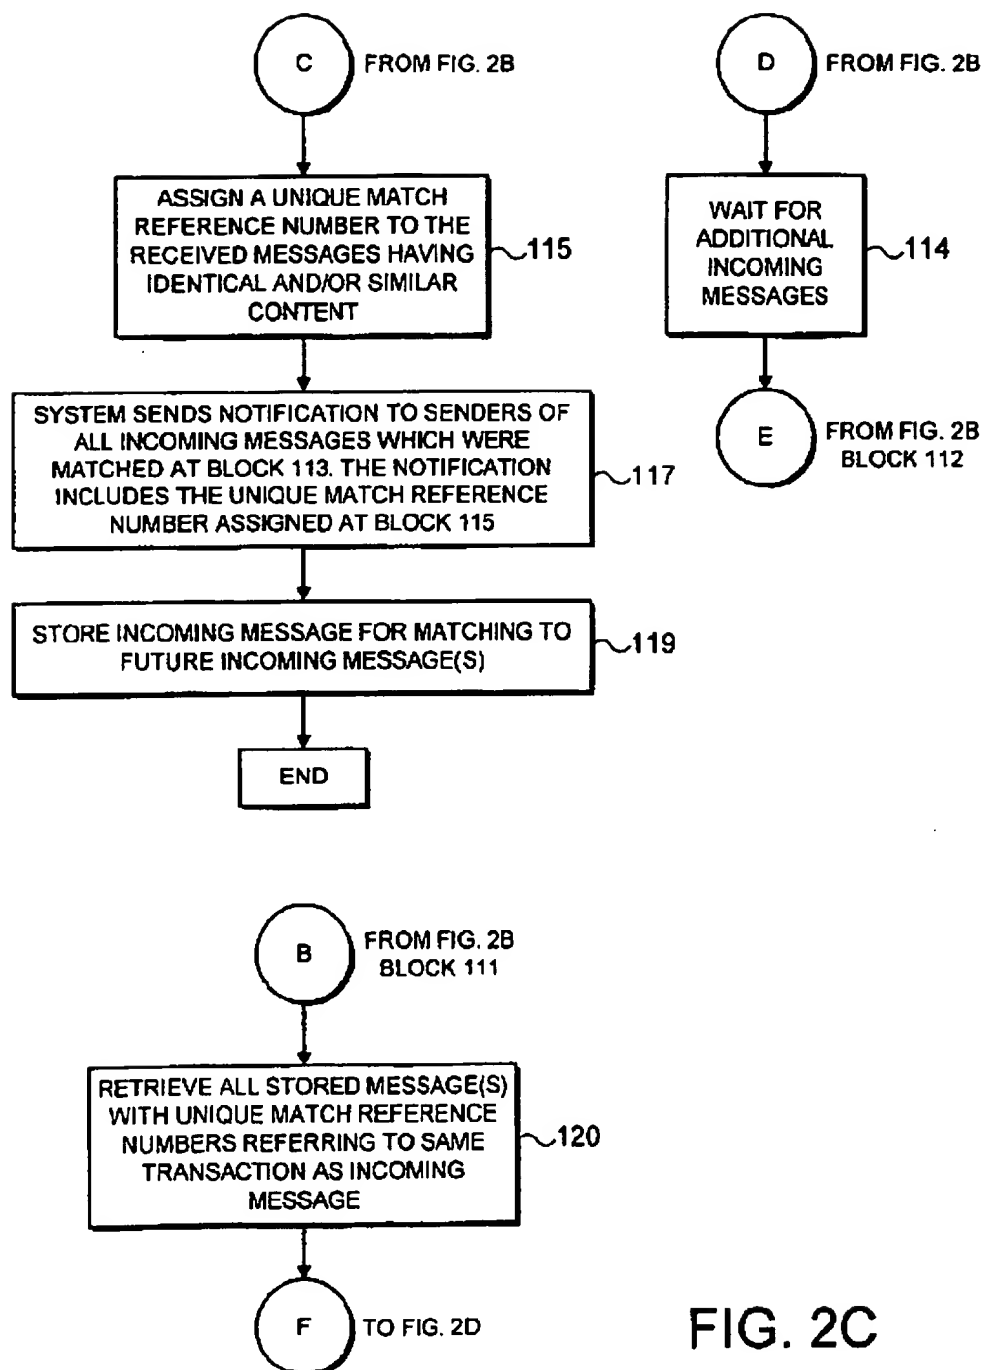 C
FROM FIG. 2B
ASSIGN A UNIQUE MATCH
REFERENCE NUMBER TO THE
RECEIVED MESSAGES HAVING
IDENTICAL AND/OR SIMILAR
CONTENT
115
SYSTEM SENDS NOTIFICATION TO SENDERS OF
ALL INCOMING MESSAGES WHICH WERE
MATCHED AT BLOCK 113. THE NOTIFICATION
INCLUDES THE UNIQUE MATCH REFERENCE
NUMBER ASSIGNED AT BLOCK 115
117
STORE INCOMING MESSAGE FOR MATCHING TO
FUTURE INCOMING MESSAGE(S)
119
END
D
FROM FIG. 2B
WAIT FOR
ADDITIONAL
INCOMING
MESSAGES
114
E
FROM FIG. 2B
BLOCK 112
B
FROM FIG. 2B
BLOCK 111
RETRIEVE ALL STORED MESSAGE(S)
WITH UNIQUE MATCH REFERENCE
NUMBERS REFERRING TO SAME
TRANSACTION AS INCOMING
MESSAGE
120
F
TO FIG. 2D
FIG. 2C